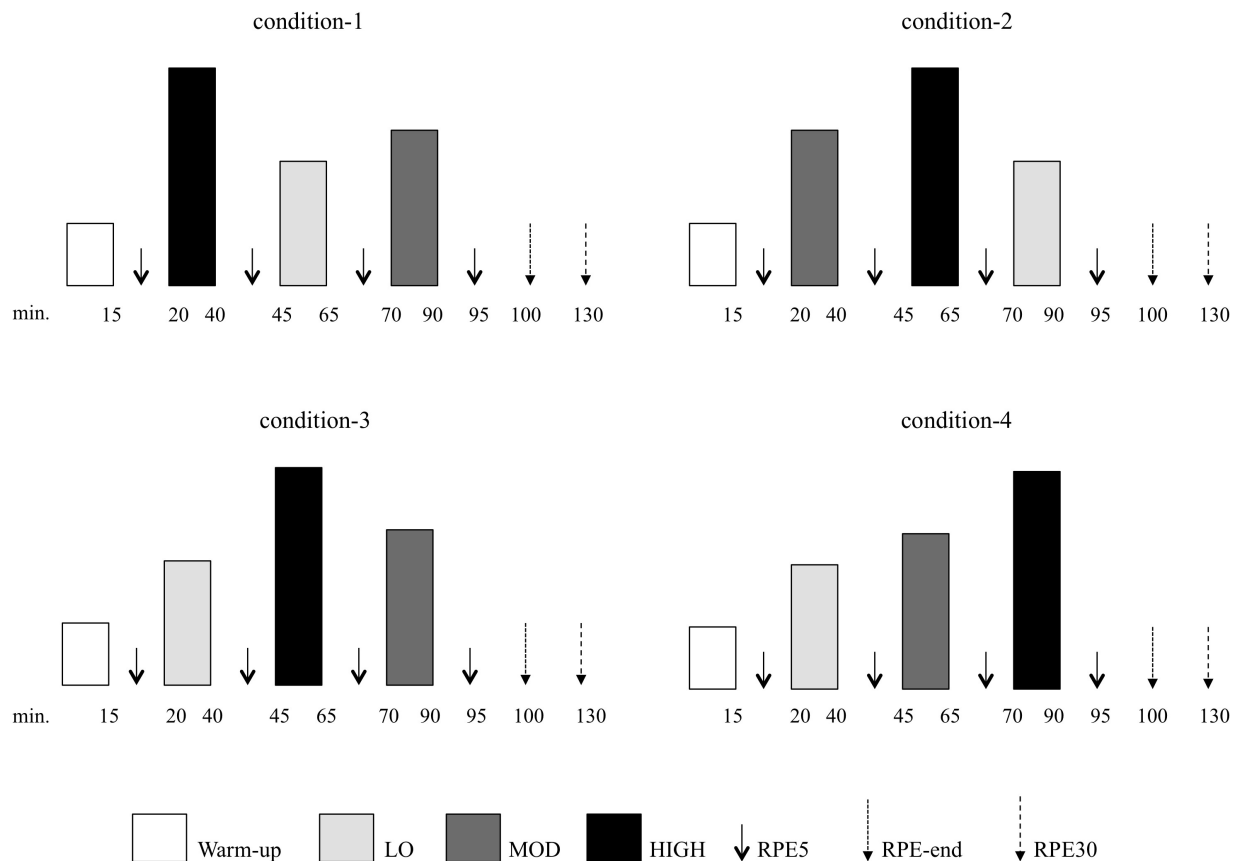 condition-1 condition-2
min. 15 20 40 45 65 70 90 95 100 130 15 20 40 45 65 70 90 95 100 130
condition-3 condition-4
min. 15 20 40 45 65 70 90 95 100 130 15 20 40 45 65 70 90 95 100 130
Warm-up LO MOD HIGH RPE5 RPE-end RPE30